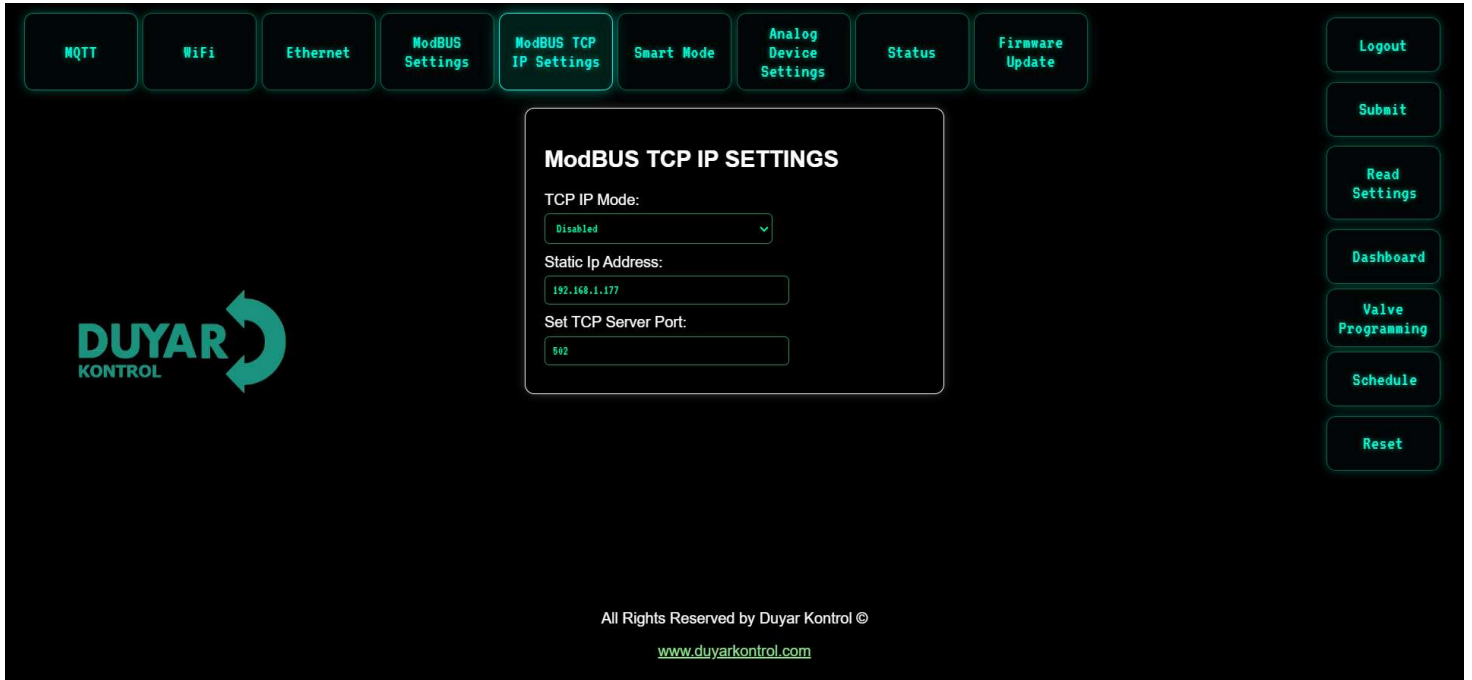 MQTT
WiFi
Ethernet
ModBUS
Settings
ModBUS TCP
IP Settings
Smart Mode
Analog
Device
Settings
Status
Firmware
Update
Logout
Submit
Read
Settings
Dashboard
Valve
Programming
Schedule
Reset
ModBUS TCP IP SETTINGS
TCP IP Mode:
Disabled
Static Ip Address:
192.168.1.177
Set TCP Server Port:
502
DUYAR
KONTROL
All Rights Reserved by Duyar Kontrol ©
www.duyarkontrol.com